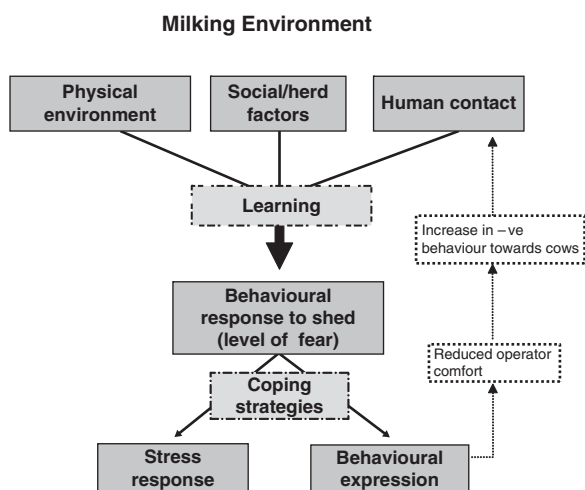 Milking Environment
Physical
environment
Social/herd
factors
Human contact
Learning
Increase in –ve
behaviour towards cows
Behavioural
response to shed
(level of fear)
Reduced operator
comfort
Coping
strategies
Stress
response
Behavioural
expression